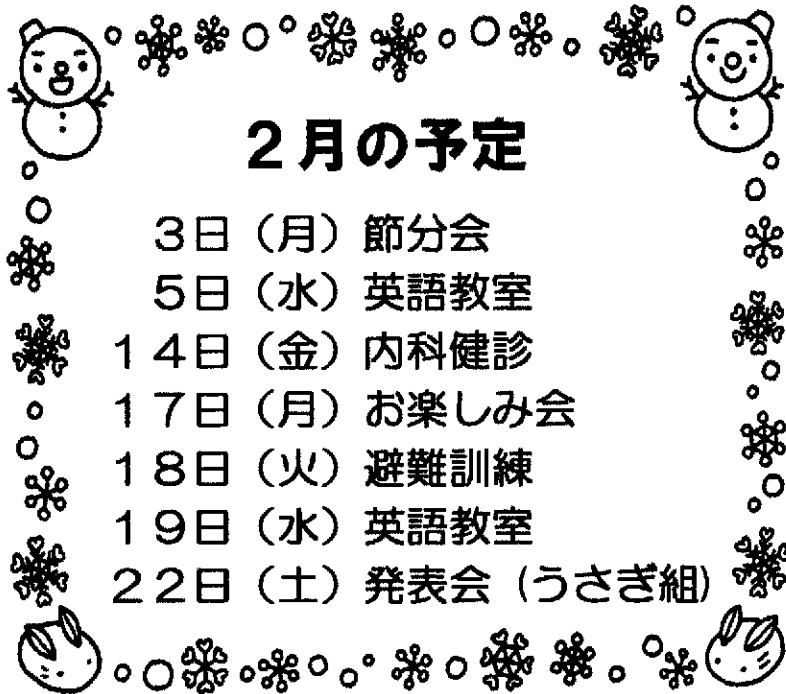 ２月の予定
３日（月）節分会
５日（水）英語教室
１４日（金）内科健診
１７日（月）お楽しみ会
１８日（火）避難訓練
１９日（水）英語教室
２２日（土）発表会（うさぎ組）